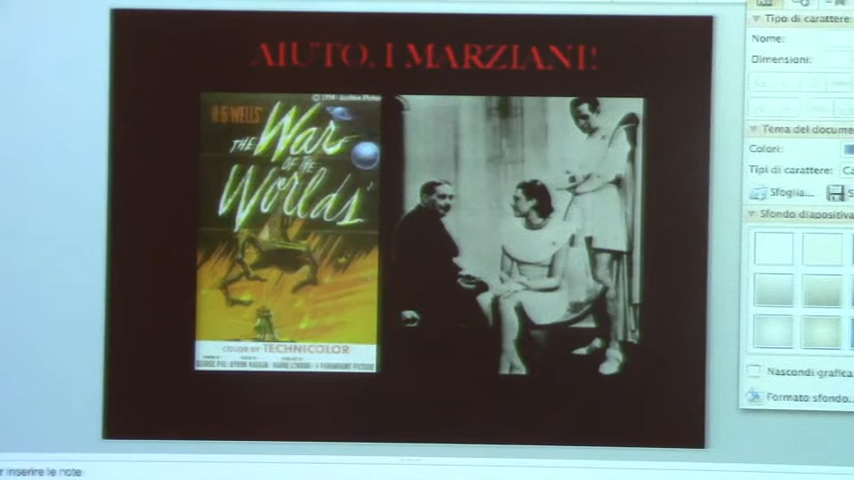 AIUTO, I MARZIANI!
H.G. WELLS'
THE War
OF THE
Worlds'
COLOR BY TECHNICOLOR
Tipo di carattere
Nome:
Dimensioni:
Tema del docume
Colori:
Tipi di carattere:
Sfoglia...
Sfondo diapositiva
Nascondi grafica
Formato sfondo..
r inserire le note